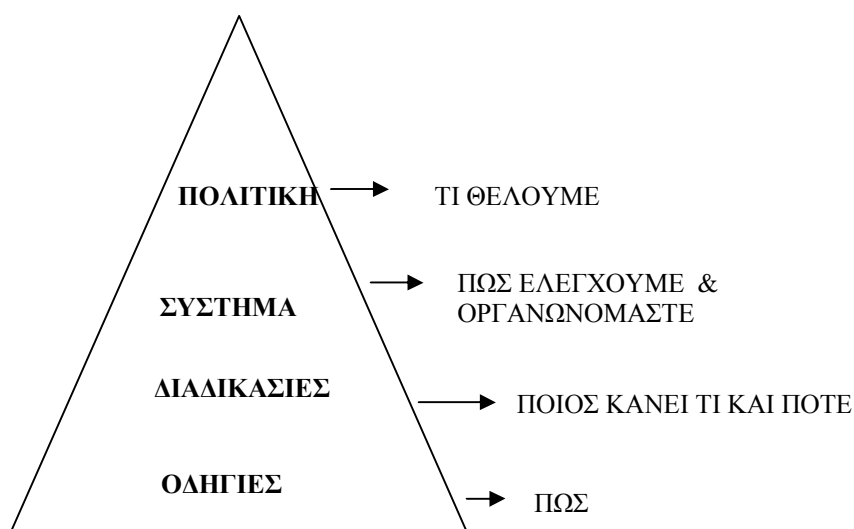 ΠΟΛΙΤΙΚΗ ΤΙ ΘΕΛΟΥΜΕ
ΣΥΣΤΗΜΑ ΠΩΣ ΕΛΕΓΧΟΥΜΕ &
ΟΡΓΑΝΩΝΟΜΑΣΤΕ
ΔΙΑΔΙΚΑΣΙΕΣ ΠΟΙΟΣ ΚΑΝΕΙ ΤΙ ΚΑΙ ΠΟΤΕ
ΟΔΗΓΙΕΣ ΠΩΣ